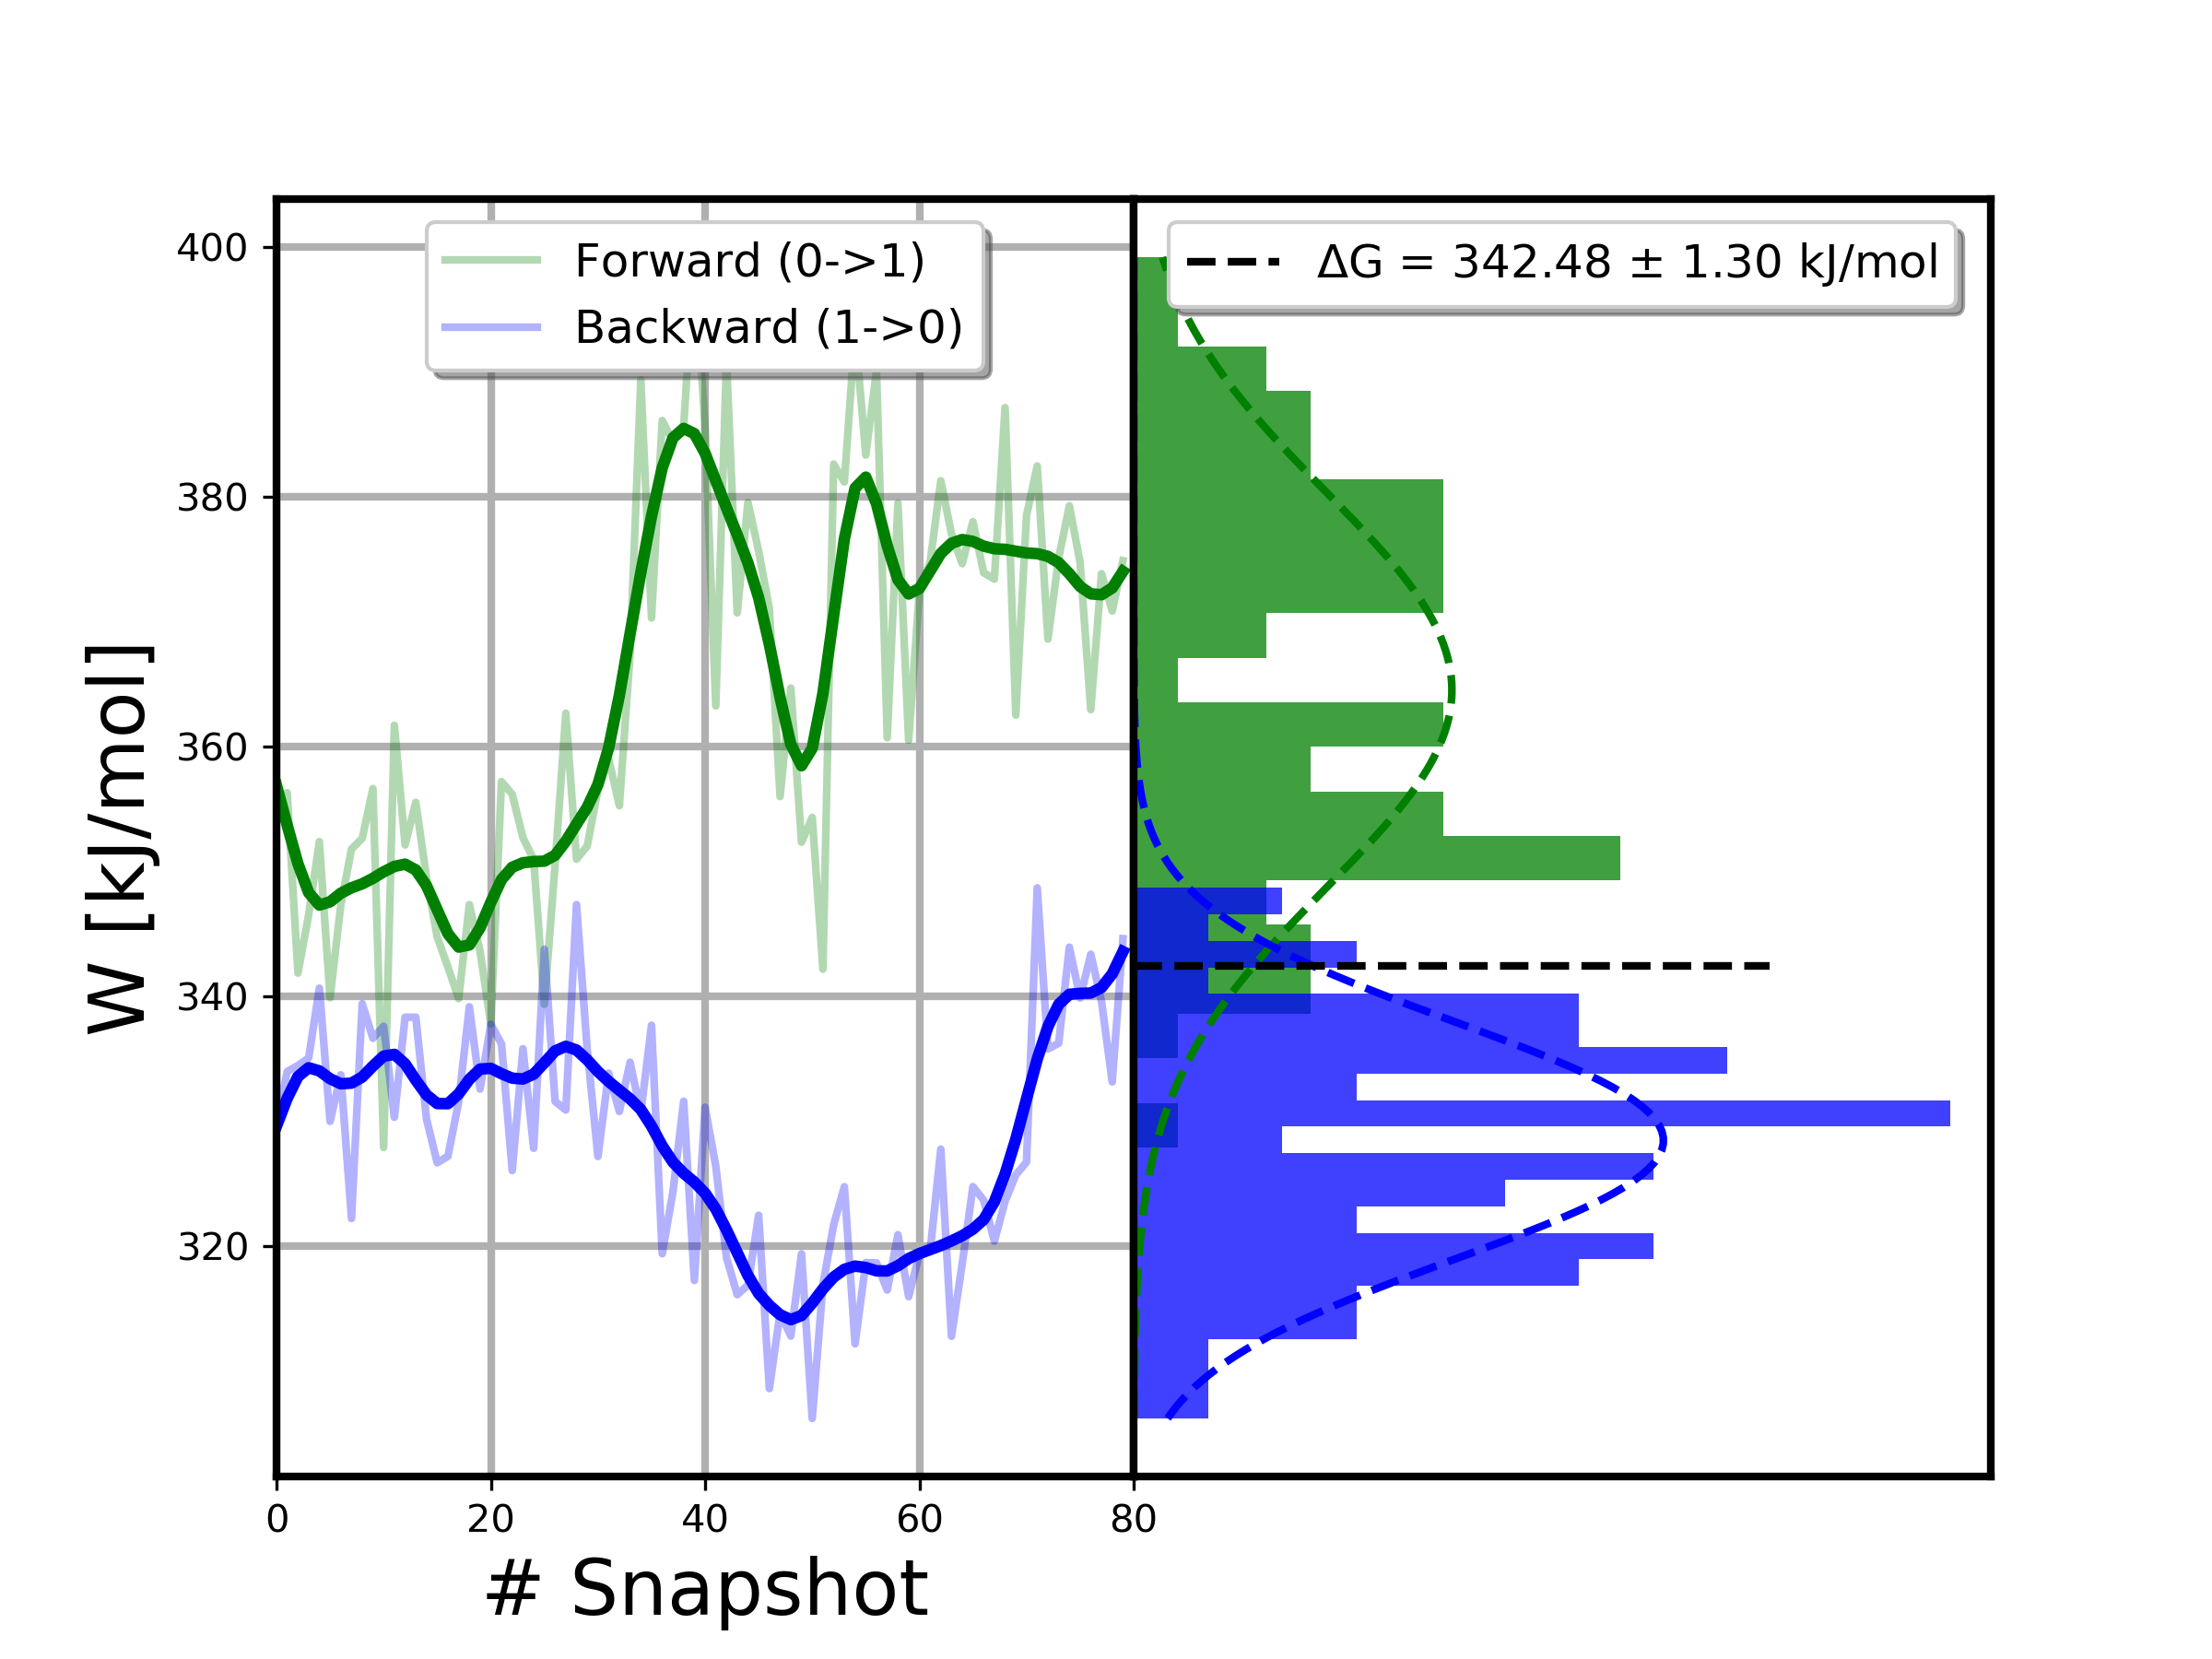 Forward (0->1)
Backward (1->0)
ΔG = 342.48 ± 1.30 kJ/mol
400
380
360
340
320
W [kJ/mol]
0
20
40
60
80
# Snapshot